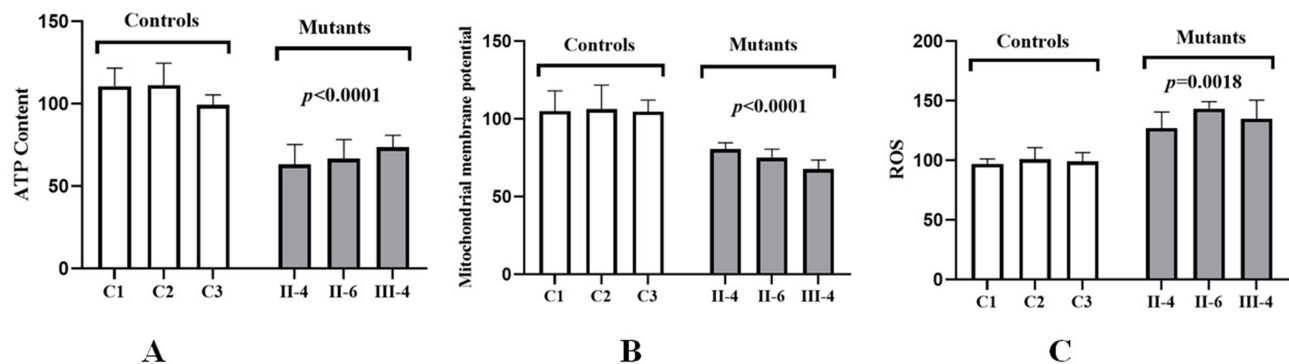 Controls
Mutants
p<0.0001
ATP Content
150
100
50
0
C1 C2 C3 II-4 II-6 III-4
A
Controls
Mutants
p<0.0001
Mitochondrial membrane potential
150
100
50
0
C1 C2 C3 II-4 II-6 III-4
B
Controls
Mutants
p=0.0018
ROS
200
150
100
50
0
C1 C2 C3 II-4 II-6 III-4
C